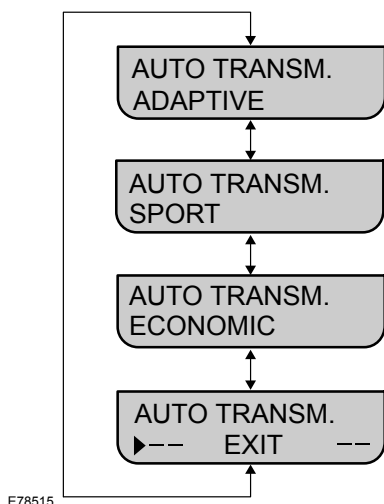 AUTO TRANSM.
ADAPTIVE
AUTO TRANSM.
SPORT
AUTO TRANSM.
ECONOMIC
AUTO TRANSM.
▶-- EXIT --
E78515